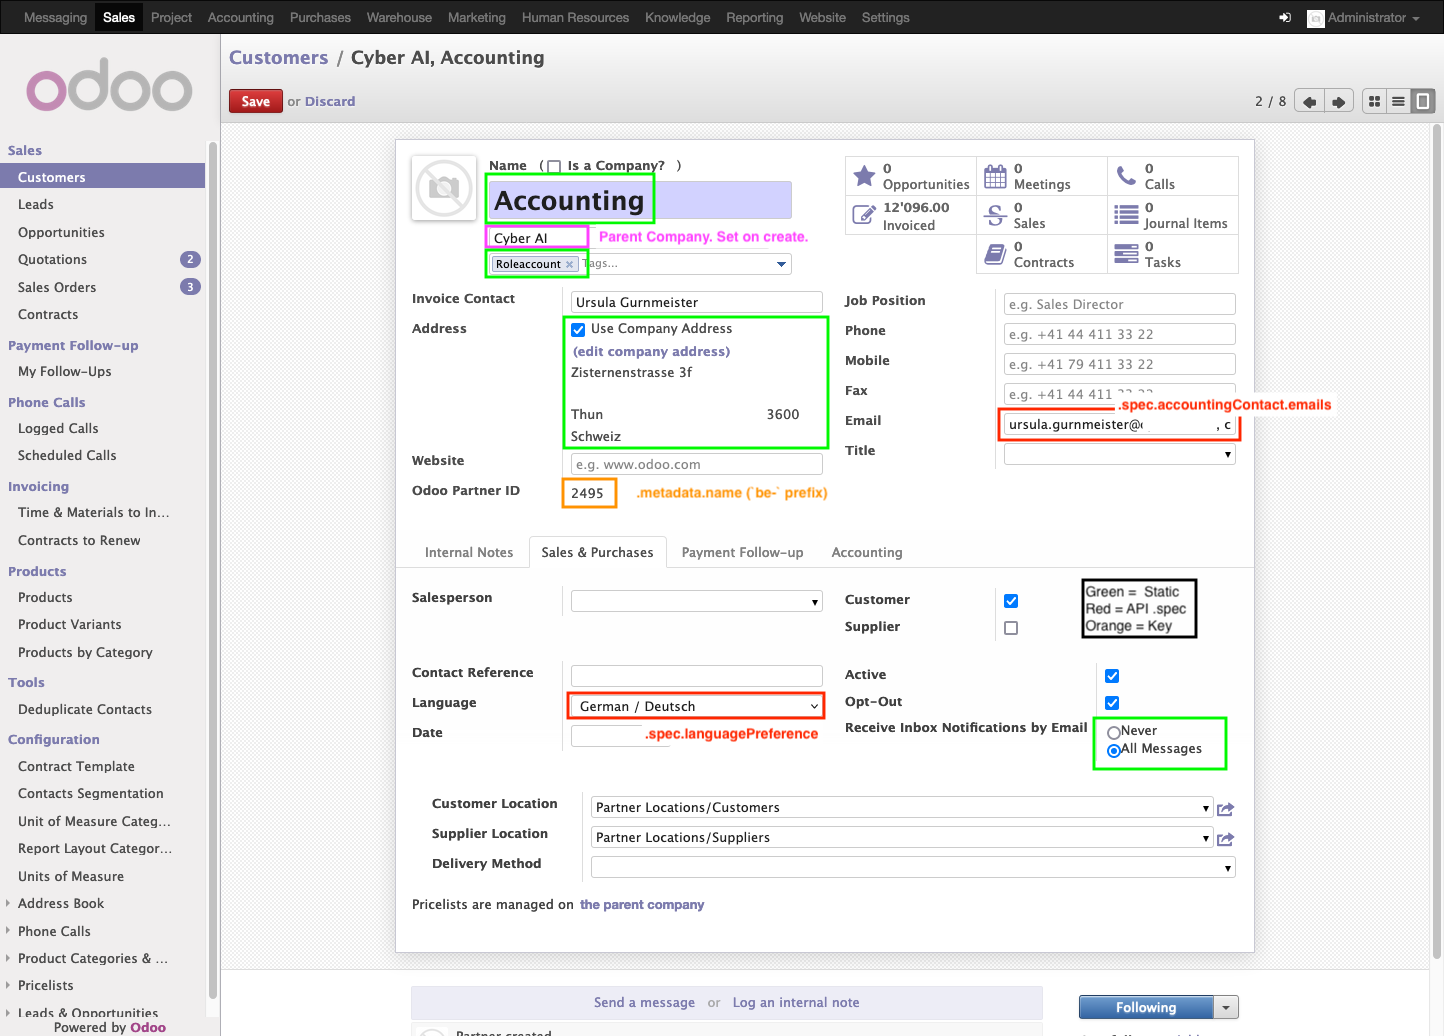 Messaging Sales Project Accounting Purchases Warehouse Marketing Human Resources Knowledge Reporting Website Settings Administrator
odoo
Sales
Customers
Leads
Opportunities
Quotations 2
Sales Orders 3
Contracts
Payment Follow-up
My Follow-Ups
Phone Calls
Logged Calls
Scheduled Calls
Invoicing
Time & Materials to In...
Contracts to Renew
Products
Products
Product Variants
Products by Category
Tools
Deduplicate Contacts
Configuration
Contract Template
Contacts Segmentation
Unit of Measure Categ...
Report Layout Categor...
Units of Measure
Address Book
Phone Calls
Product Categories & ...
Pricelists
Leads & Opportunities
Powered by Odoo
Customers / Cyber AI, Accounting
Save or Discard
2 / 8
Name ( Is a Company? )
Accounting
Cyber AI Parent Company. Set on create.
Roleaccount × Tags...
0 Opportunities
0 Meetings
0 Calls
12'096.00 Invoiced
0 Sales
0 Journal Items
0 Contracts
0 Tasks
Invoice Contact Ursula Gurnmeister
Address Use Company Address
(edit company address)
Zisternenstrasse 3f
Thun 3600
Schweiz
Website e.g. www.odoo.com
Odoo Partner ID 2495 .metadata.name (`be-` prefix)
Job Position e.g. Sales Director
Phone e.g. +41 44 411 33 22
Mobile e.g. +41 79 411 33 22
Fax e.g. +41 44 411 33 22
.spec.accountingContact.emails
Email ursula.gurnmeister@ , c
Title
Internal Notes Sales & Purchases Payment Follow-up Accounting
Salesperson
Customer
Supplier
Green = Static
Red = API .spec
Orange = Key
Contact Reference
Language German / Deutsch
Date .spec.languagePreference
Active
Opt-Out
Receive Inbox Notifications by Email Never
All Messages
Customer Location Partner Locations/Customers
Supplier Location Partner Locations/Suppliers
Delivery Method
Pricelists are managed on the parent company
Send a message or Log an internal note
Following
Partner created